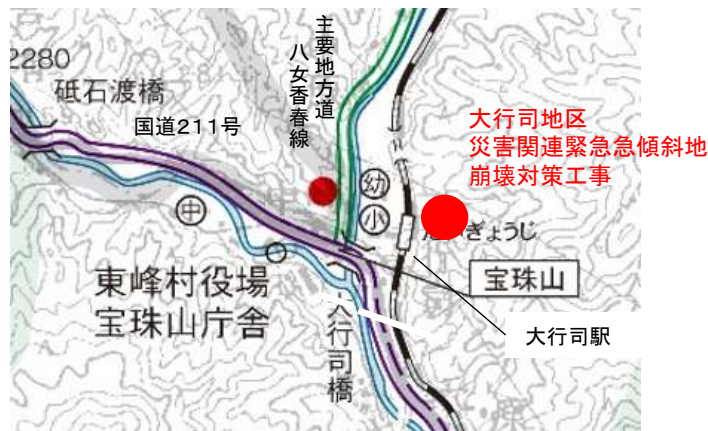 2280
砥石渡橋
国道211号
主要地方道
八女香春線
大行司地区
災害関連緊急急傾斜地
崩壊対策工事
幼
小
中
ぎょうじ
宝珠山
東峰村役場
宝珠山庁舎
大行司橋
大行司駅